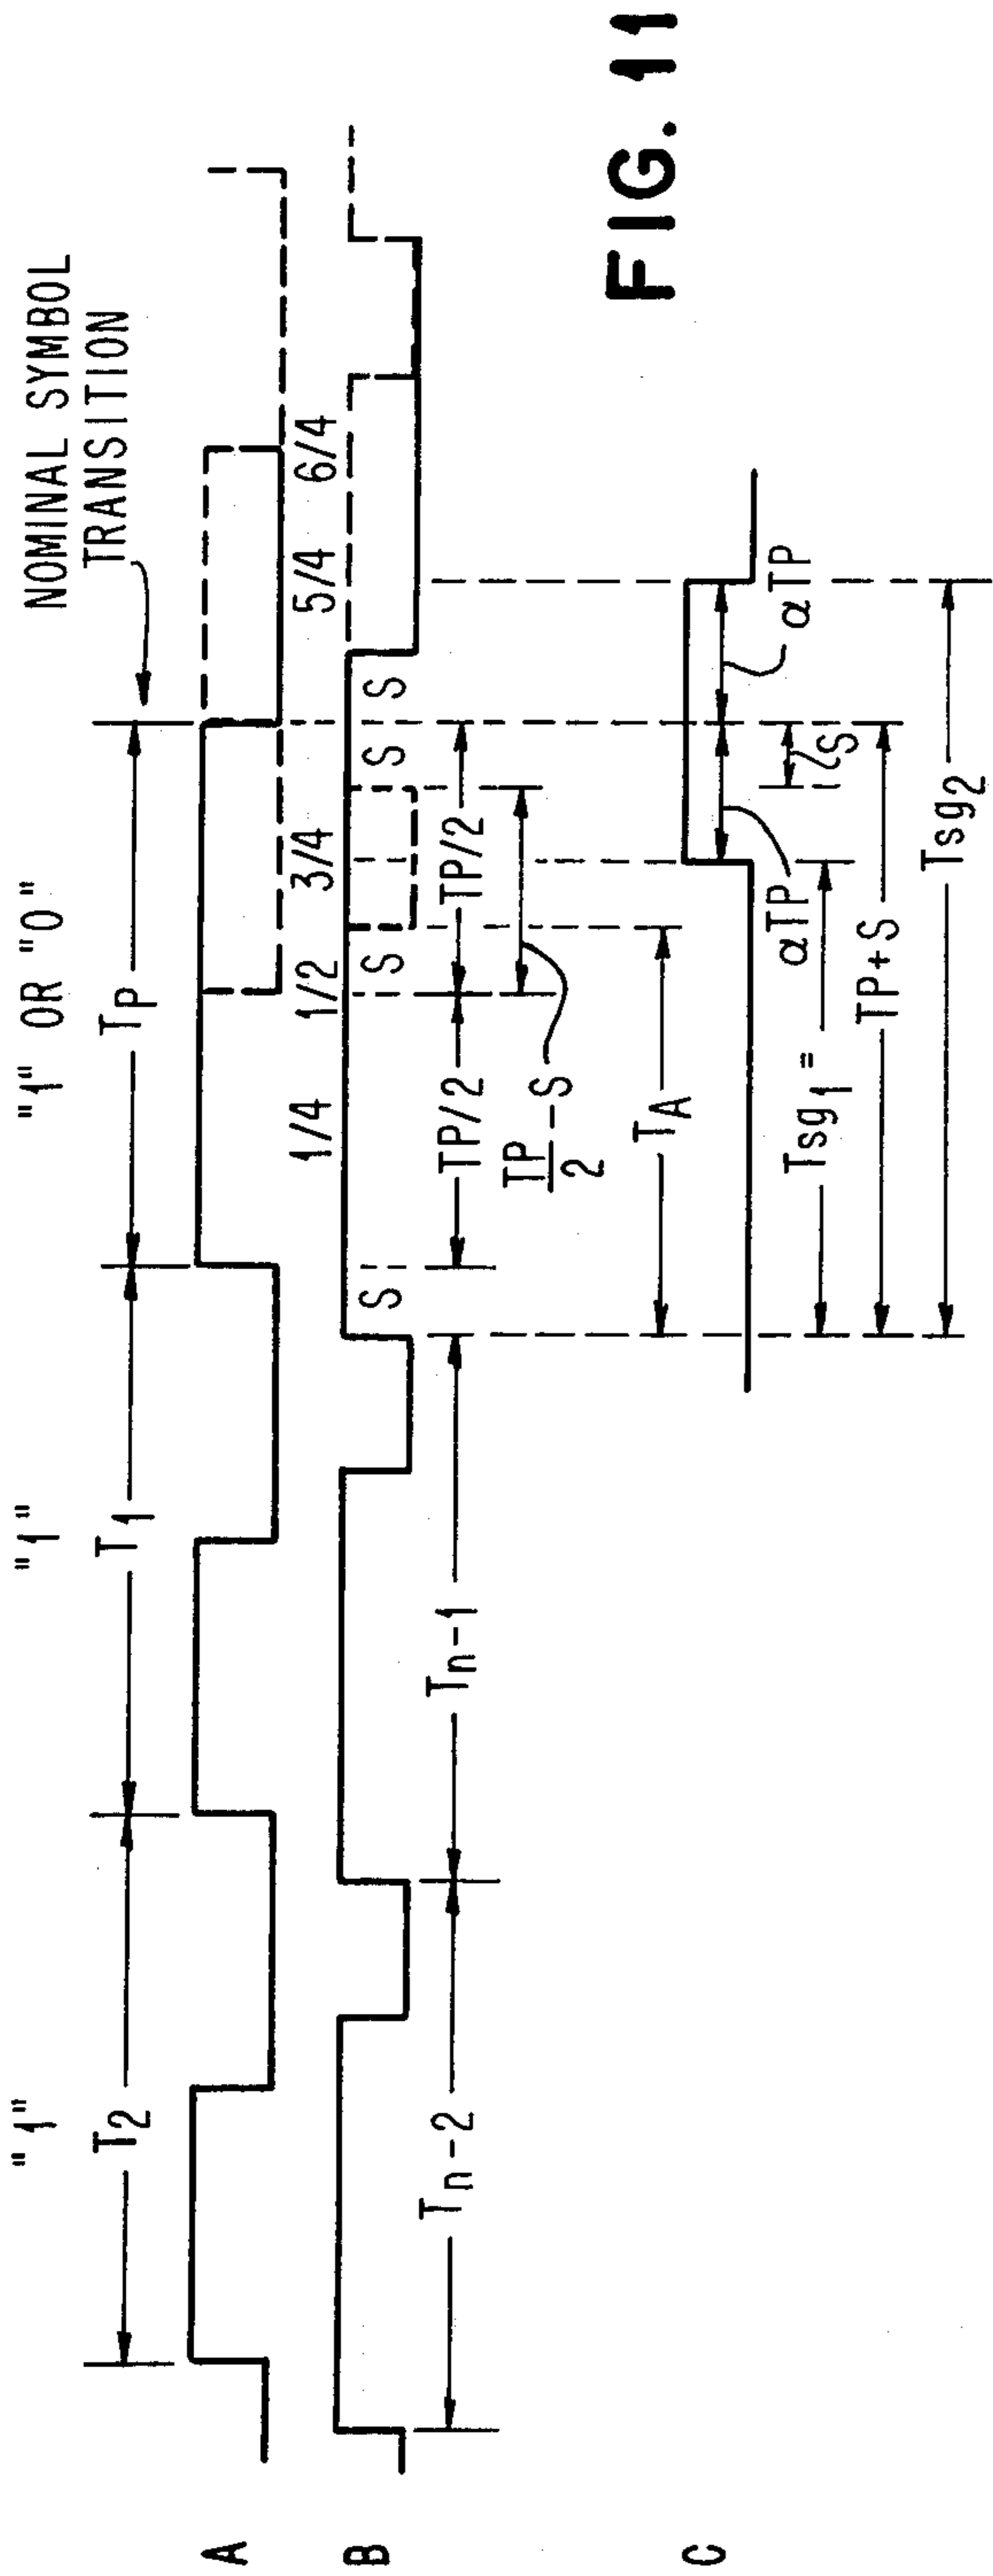 "1"
"1"
"1" OR "0"
NOMINAL SYMBOL
TRANSITION
T2
T1
TP
A
1/4
1/2
3/4
5/4
6/4
B
S
S
S
S
Tn-2
Tn-1
TP/2
TP/2
TP/2 -S
TA
C
αTP
αTP
S
Tsg1 =
TP+S
Tsg2
FIG. 11